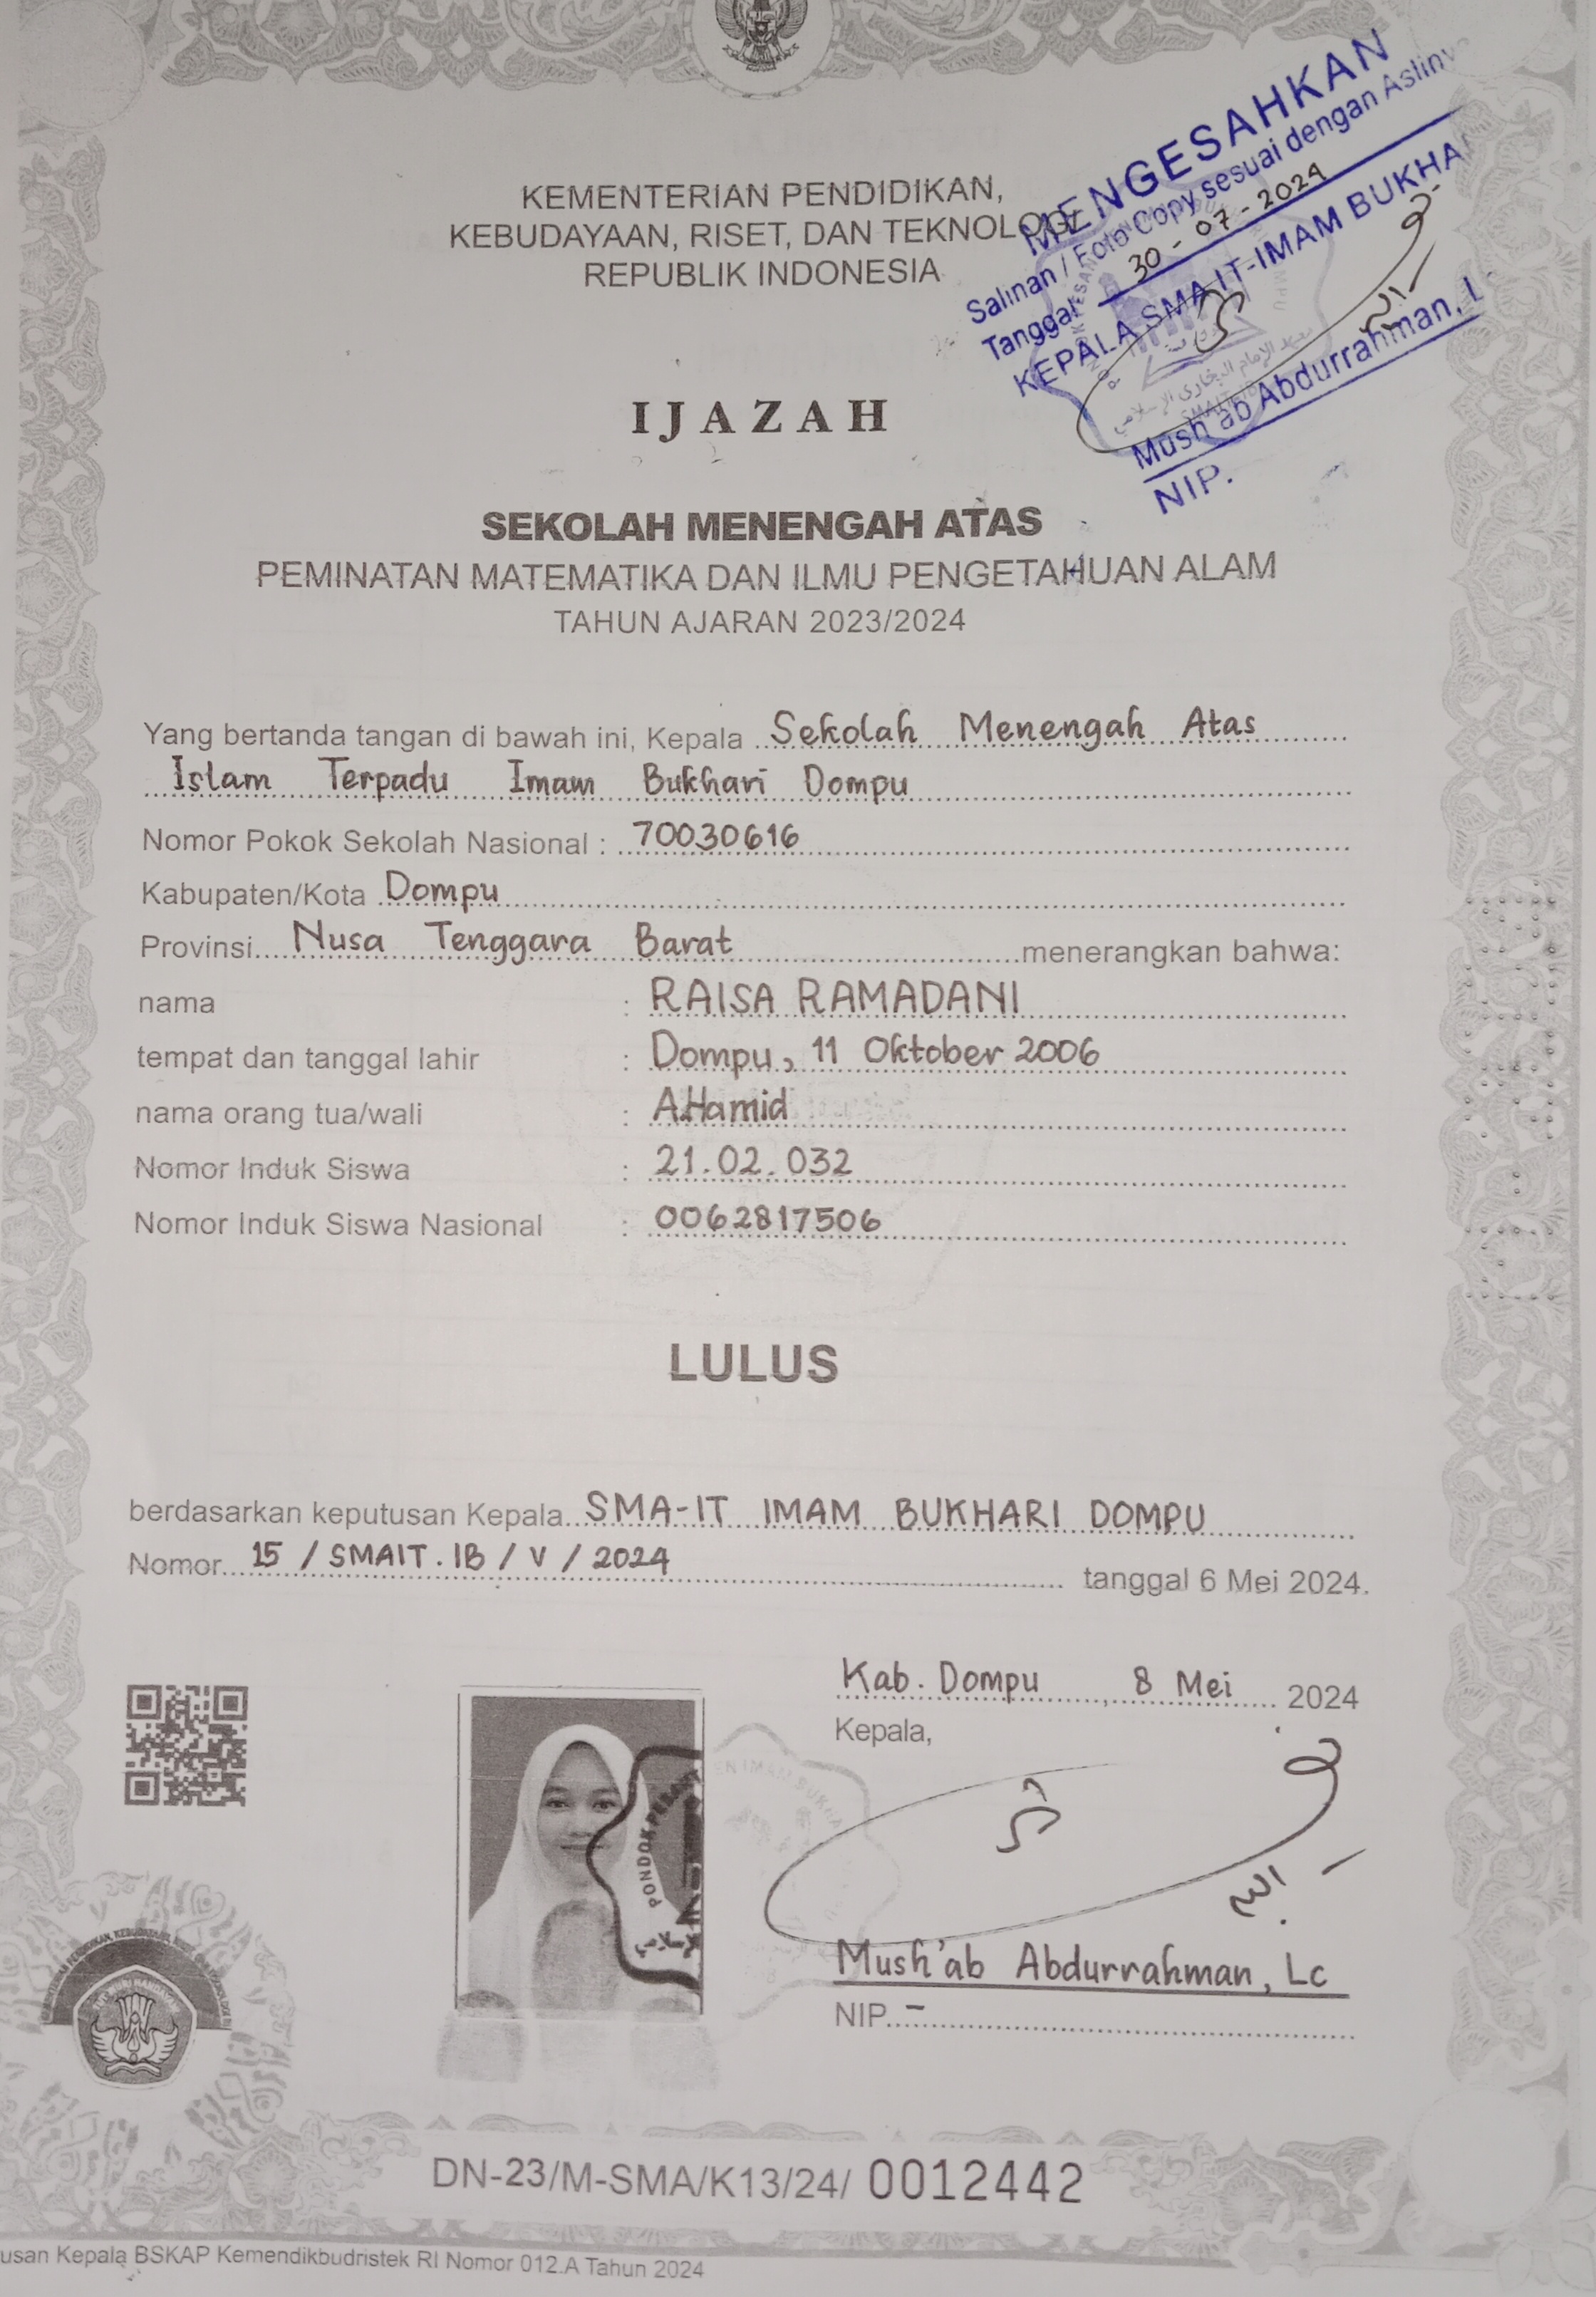 MENGESAHKAN
Salinan / Foto Copy sesuai dengan
Tanggal 30 - 07 - 2024
KEPALA SMA IT-IMAM
Mush'ab Abdurrahman,
NIP.
KEMENTERIAN PENDIDIKAN,
KEBUDAYAAN, RISET, DAN TEKNOLOGI
REPUBLIK INDONESIA
IJAZAH
SEKOLAH MENENGAH ATAS
PEMINATAN MATEMATIKA DAN ILMU PENGETAHUAN ALAM
TAHUN AJARAN 2023/2024
Yang bertanda tangan di bawah ini, Kepala Sekolah Menengah Atas
Islam Terpadu Imam Bukhari Dompu
Nomor Pokok Sekolah Nasional : 70030616
Kabupaten/Kota Dompu
Provinsi Nusa Tenggara Barat menerangkan bahwa:
nama : RAISA RAMADANI
tempat dan tanggal lahir : Dompu, 11 Oktober 2006
nama orang tua/wali : A.Hamid
Nomor Induk Siswa : 21.02.032
Nomor Induk Siswa Nasional : 0062817506
LULUS
berdasarkan keputusan Kepala SMA-IT IMAM BUKHARI DOMPU
Nomor 15 / SMAIT.IB / V / 2024 tanggal 6 Mei 2024.
Kab. Dompu, 8 Mei 2024
Kepala,
PONDOK
Mush'ab Abdurrahman, Lc
NIP. -
DN-23/M-SMA/K13/24/ 0012442
Kepala BSKAP Kemendikbudristek RI Nomor 012.A Tahun 2024